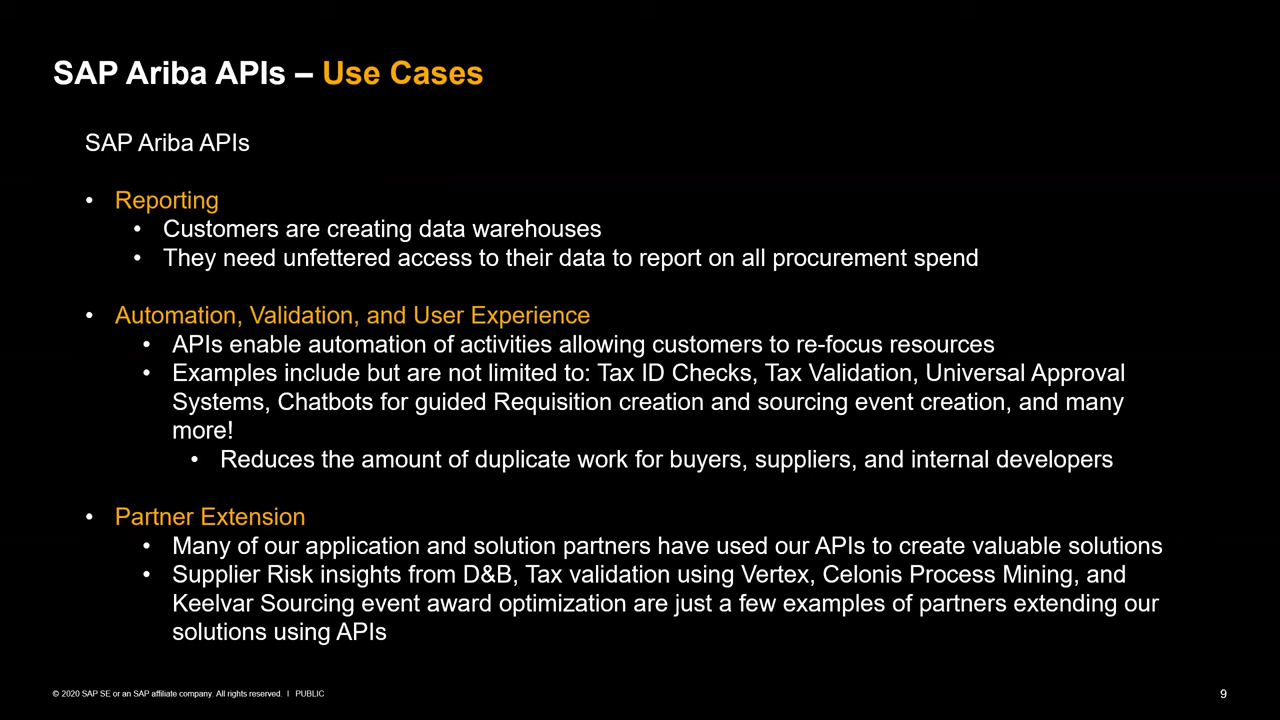 SAP Ariba APIs – Use Cases
SAP Ariba APIs
• Reporting
• Customers are creating data warehouses
• They need unfettered access to their data to report on all procurement spend
• Automation, Validation, and User Experience
• APIs enable automation of activities allowing customers to re-focus resources
• Examples include but are not limited to: Tax ID Checks, Tax Validation, Universal Approval
Systems, Chatbots for guided Requisition creation and sourcing event creation, and many
more!
• Reduces the amount of duplicate work for buyers, suppliers, and internal developers
• Partner Extension
• Many of our application and solution partners have used our APIs to create valuable solutions
• Supplier Risk insights from D&B, Tax validation using Vertex, Celonis Process Mining, and
Keelvar Sourcing event award optimization are just a few examples of partners extending our
solutions using APIs
© 2020 SAP SE or an SAP affiliate company. All rights reserved. I PUBLIC
9